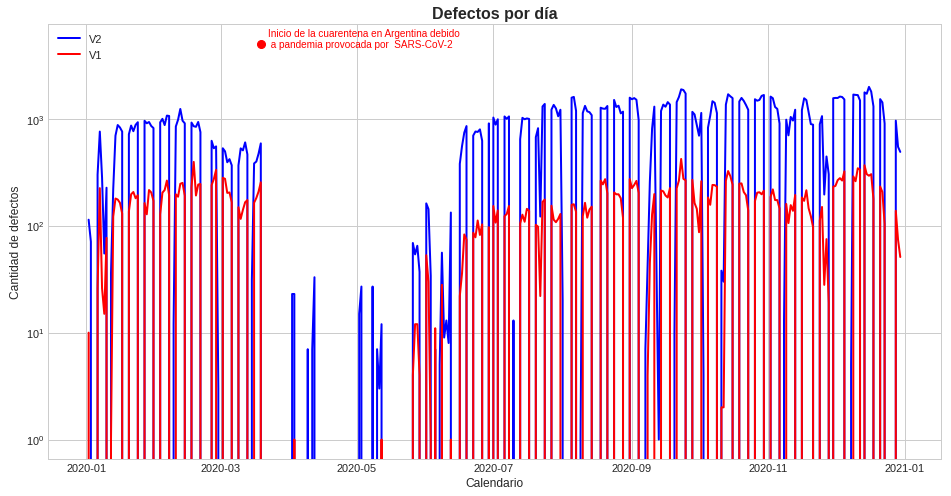 Defectos por día
V2
V1
Inicio de la cuarentena en Argentina debido
a pandemia provocada por SARS-CoV-2
Cantidad de defectos
10³
10²
10¹
10⁰
2020-01
2020-03
2020-05
2020-07
2020-09
2020-11
2021-01
Calendario